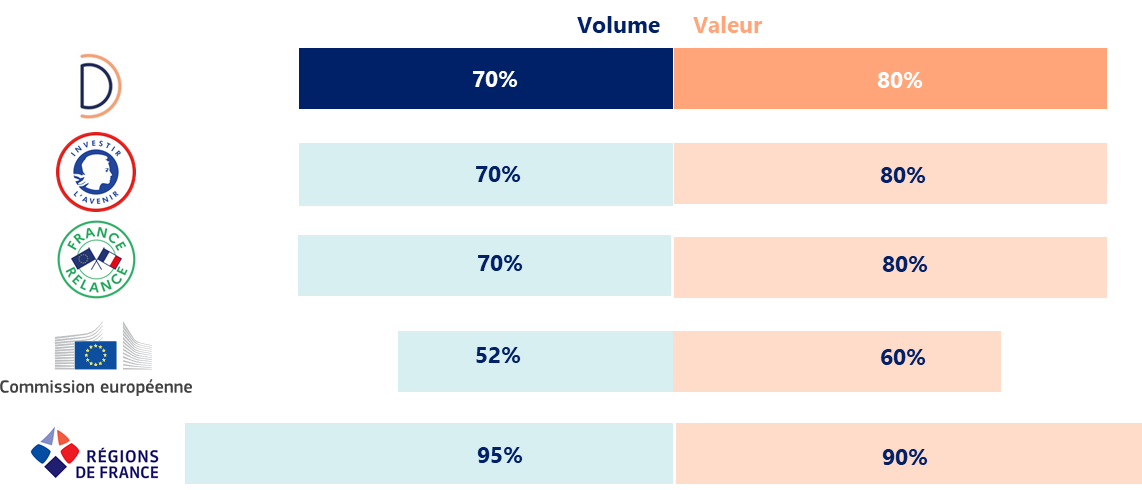 Volume Valeur
70% 80%
INVESTIR
L'AVENIR
70% 80%
FRANCE
RELANCE
70% 80%
52% 60%
Commission européenne
RÉGIONS
DE FRANCE
95% 90%